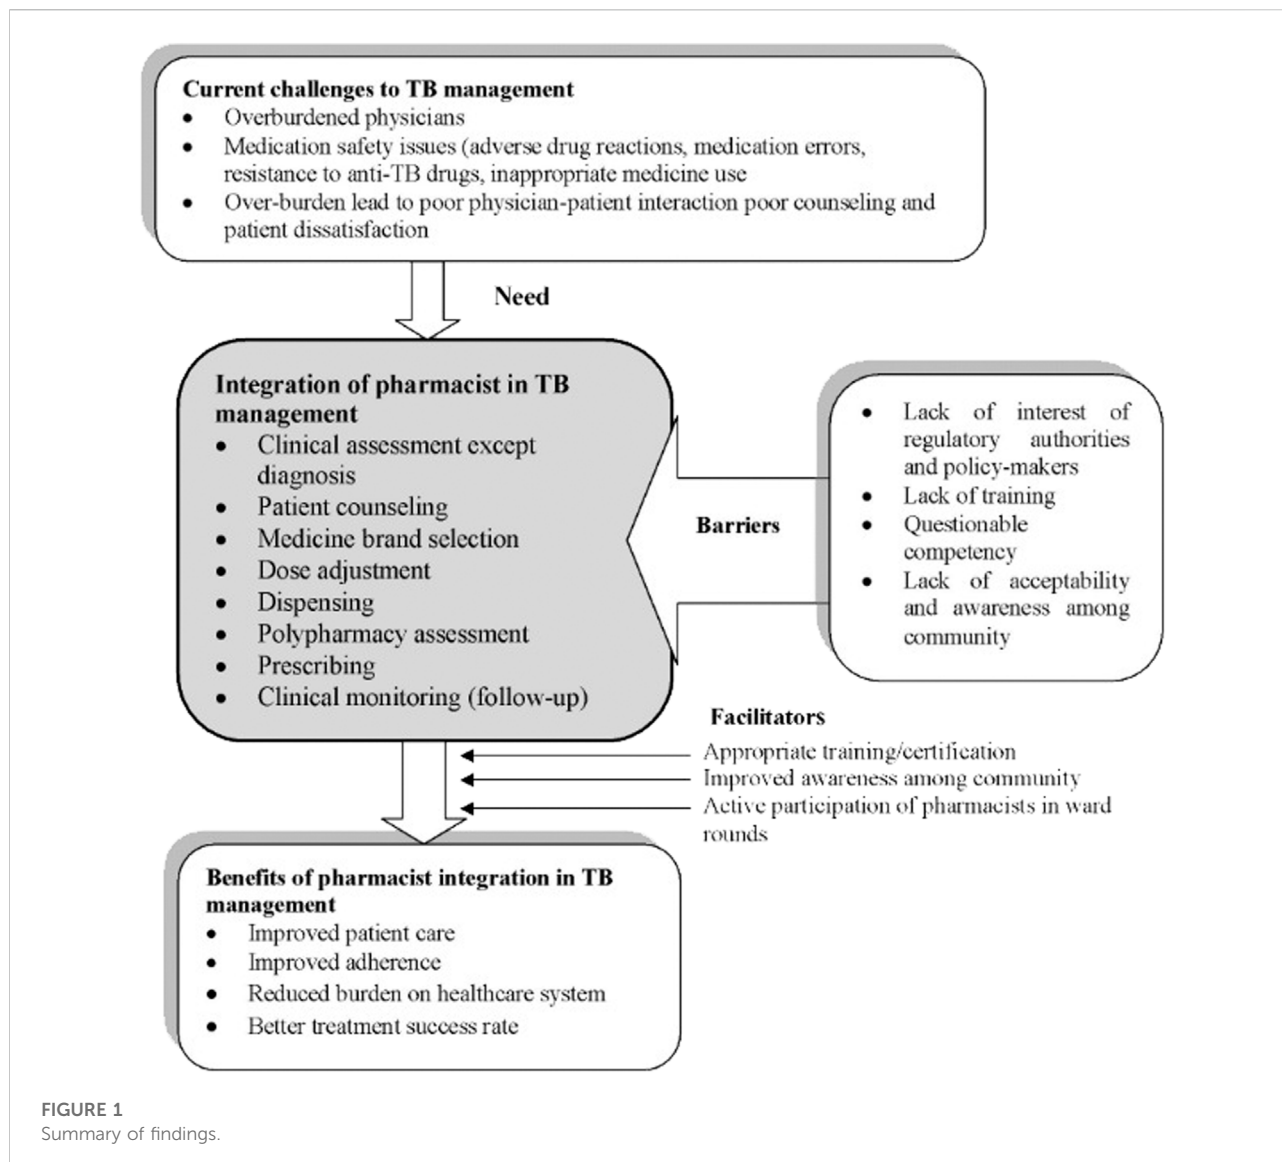 Current challenges to TB management
• Overburdened physicians
• Medication safety issues (adverse drug reactions, medication errors,
resistance to anti-TB drugs, inappropriate medicine use
• Over-burden lead to poor physician-patient interaction poor counseling and
patient dissatisfaction
Need
Integration of pharmacist in TB
management
• Clinical assessment except
diagnosis
• Patient counseling
• Medicine brand selection
• Dose adjustment
• Dispensing
• Polypharmacy assessment
• Prescribing
• Clinical monitoring (follow-up)
Barriers
• Lack of interest of
regulatory authorities
and policy-makers
• Lack of training
• Questionable
competency
• Lack of acceptability
and awareness among
community
Facilitators
Appropriate training/certification
Improved awareness among community
Active participation of pharmacists in ward
rounds
Benefits of pharmacist integration in TB
management
• Improved patient care
• Improved adherence
• Reduced burden on healthcare system
• Better treatment success rate
FIGURE 1
Summary of findings.